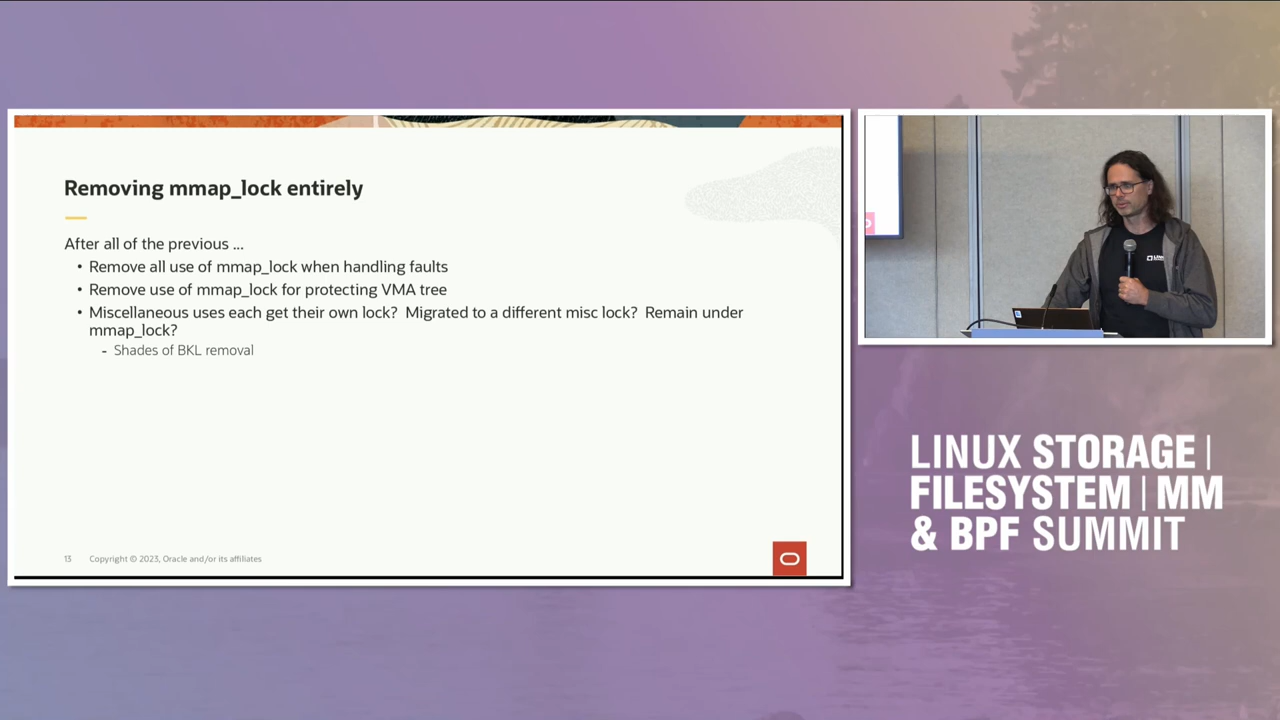 Removing mmap_lock entirely
After all of the previous ...
• Remove all use of mmap_lock when handling faults
• Remove use of mmap_lock for protecting VMA tree
• Miscellaneous uses each get their own lock?  Migrated to a different misc lock?  Remain under
mmap_lock?
- Shades of BKL removal
13 Copyright © 2023, Oracle and/or its affiliates
LINUX STORAGE |
FILESYSTEM | MM
& BPF SUMMIT